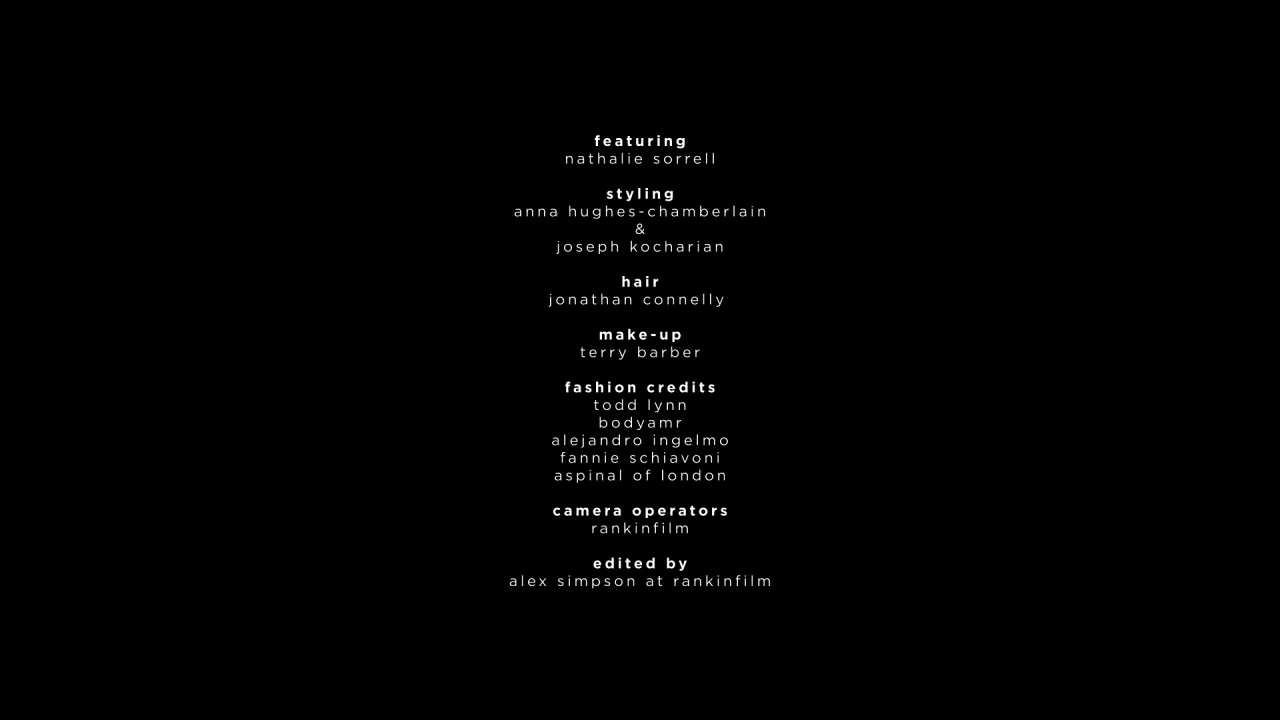 featuring
nathalie sorrell
styling
anna hughes-chamberlain
&
joseph kocharian
hair
jonathan connelly
make-up
terry barber
fashion credits
todd lynn
bodyamr
alejandro ingelmo
fannie schiavoni
aspinal of london
camera operators
rankinfilm
edited by
alex simpson at rankinfilm